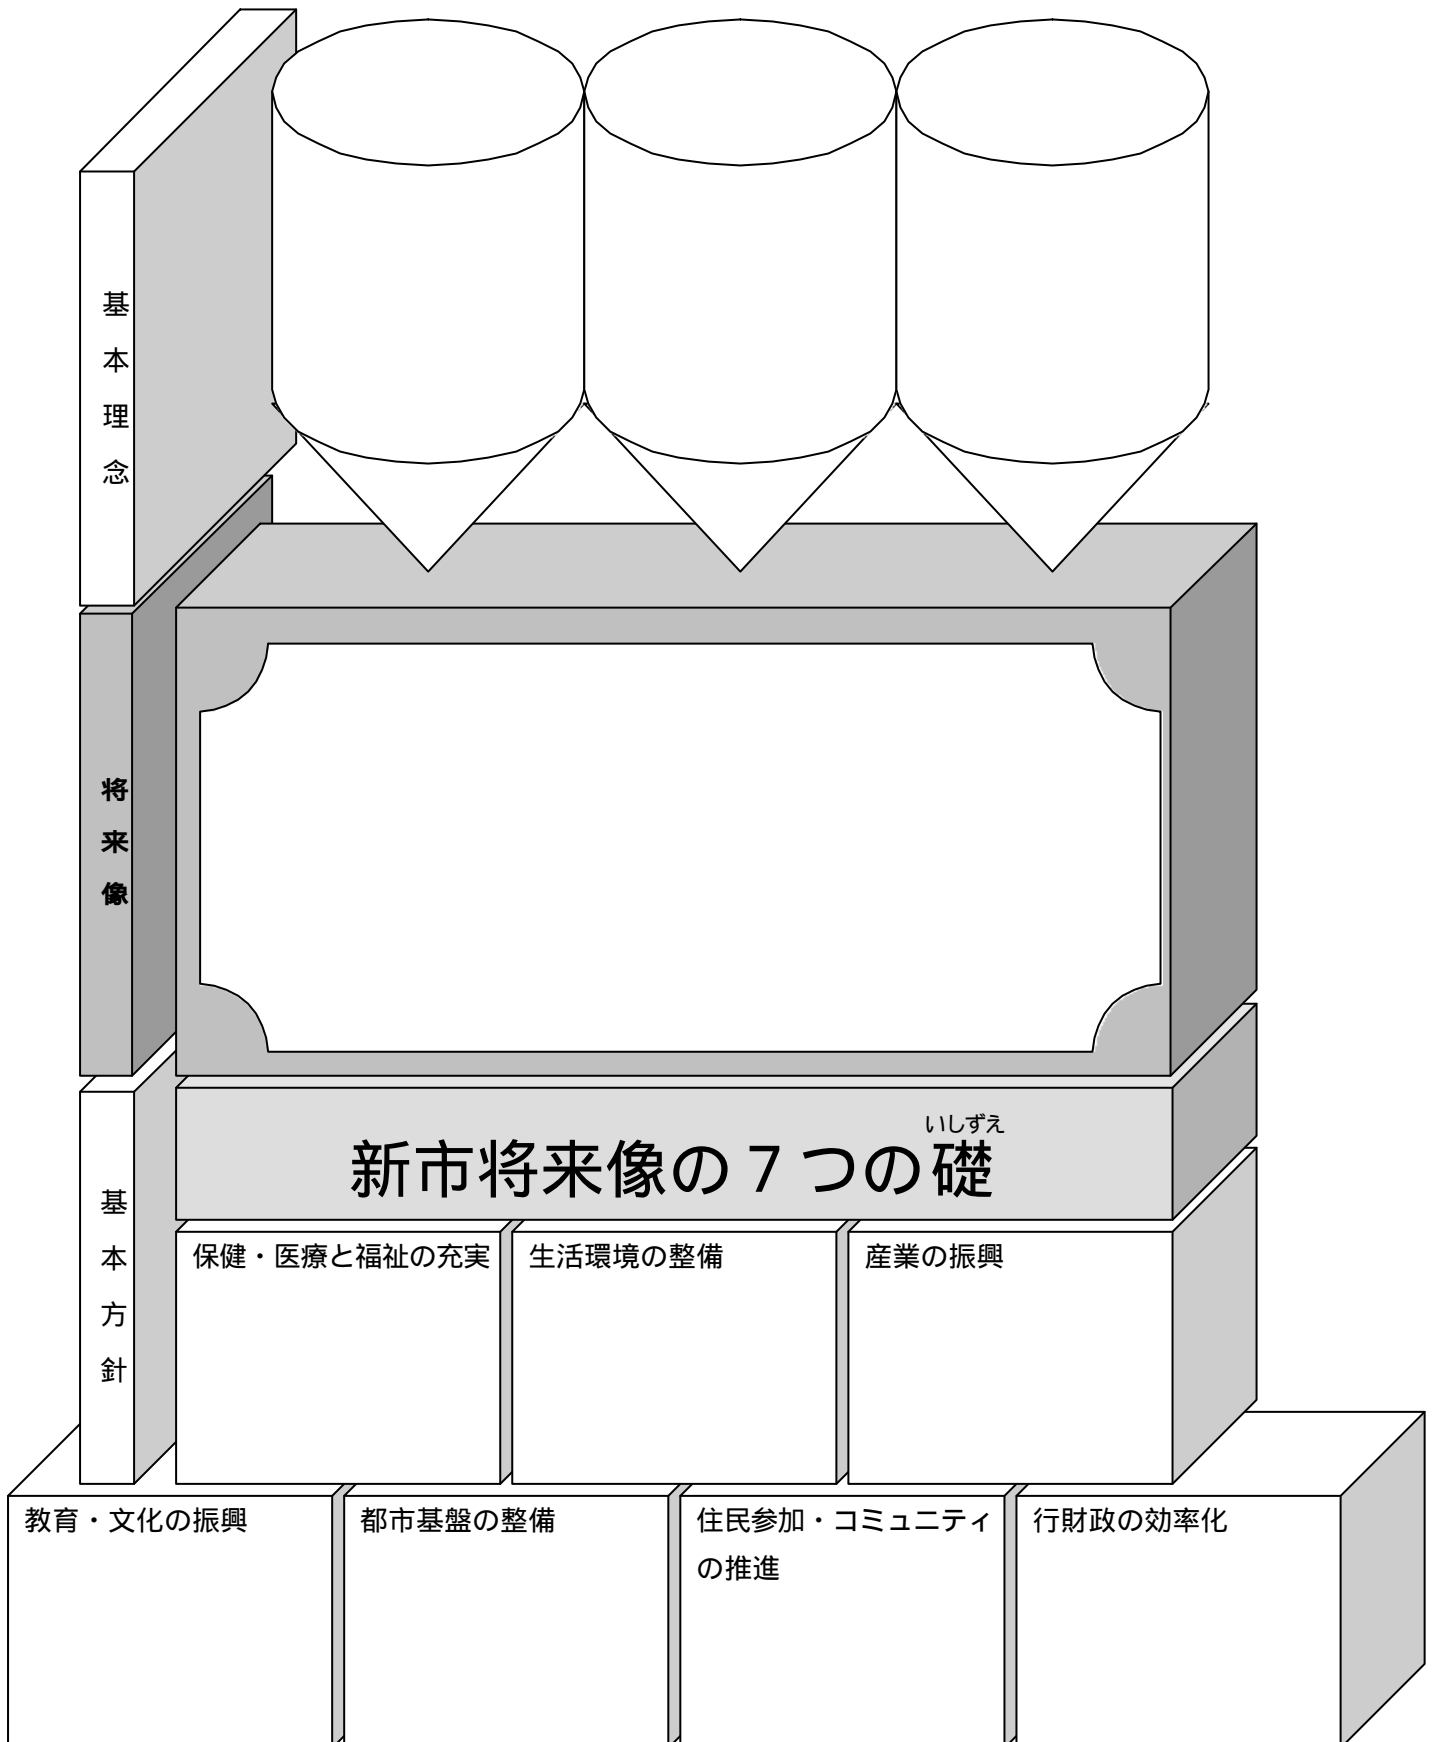 基本理念
将来像
いしずえ
新市将来像の７つの礎
基本方針
保健・医療と福祉の充実
生活環境の整備
産業の振興
教育・文化の振興
都市基盤の整備
住民参加・コミュニティ
の推進
行財政の効率化